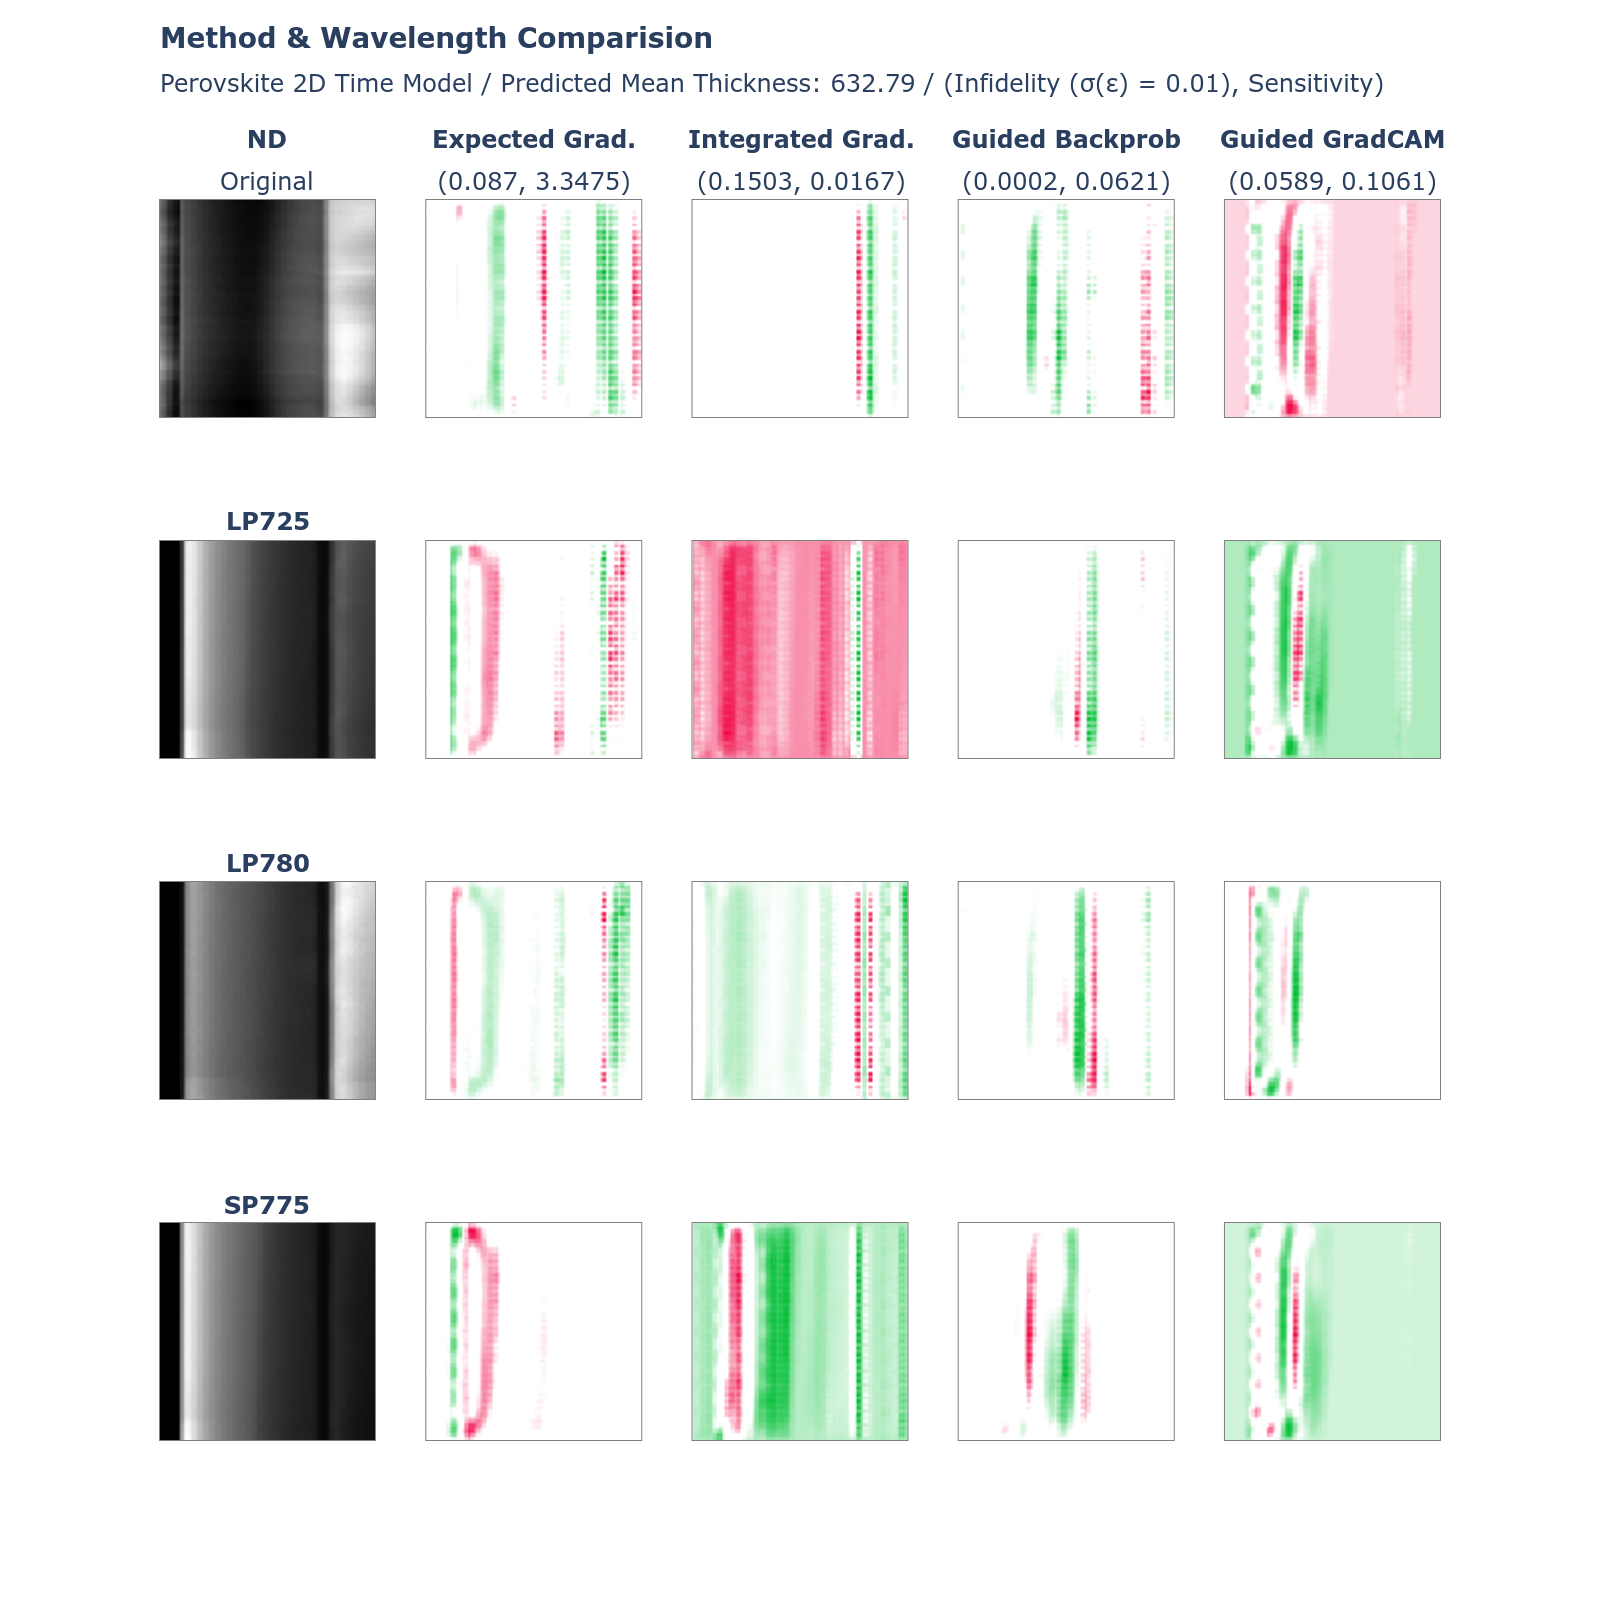 Method & Wavelength Comparision
Perovskite 2D Time Model / Predicted Mean Thickness: 632.79 / (Infidelity (σ(ε) = 0.01), Sensitivity)
ND Expected Grad. Integrated Grad. Guided Backprob Guided GradCAM
Original (0.087, 3.3475) (0.1503, 0.0167) (0.0002, 0.0621) (0.0589, 0.1061)
LP725
LP780
SP775